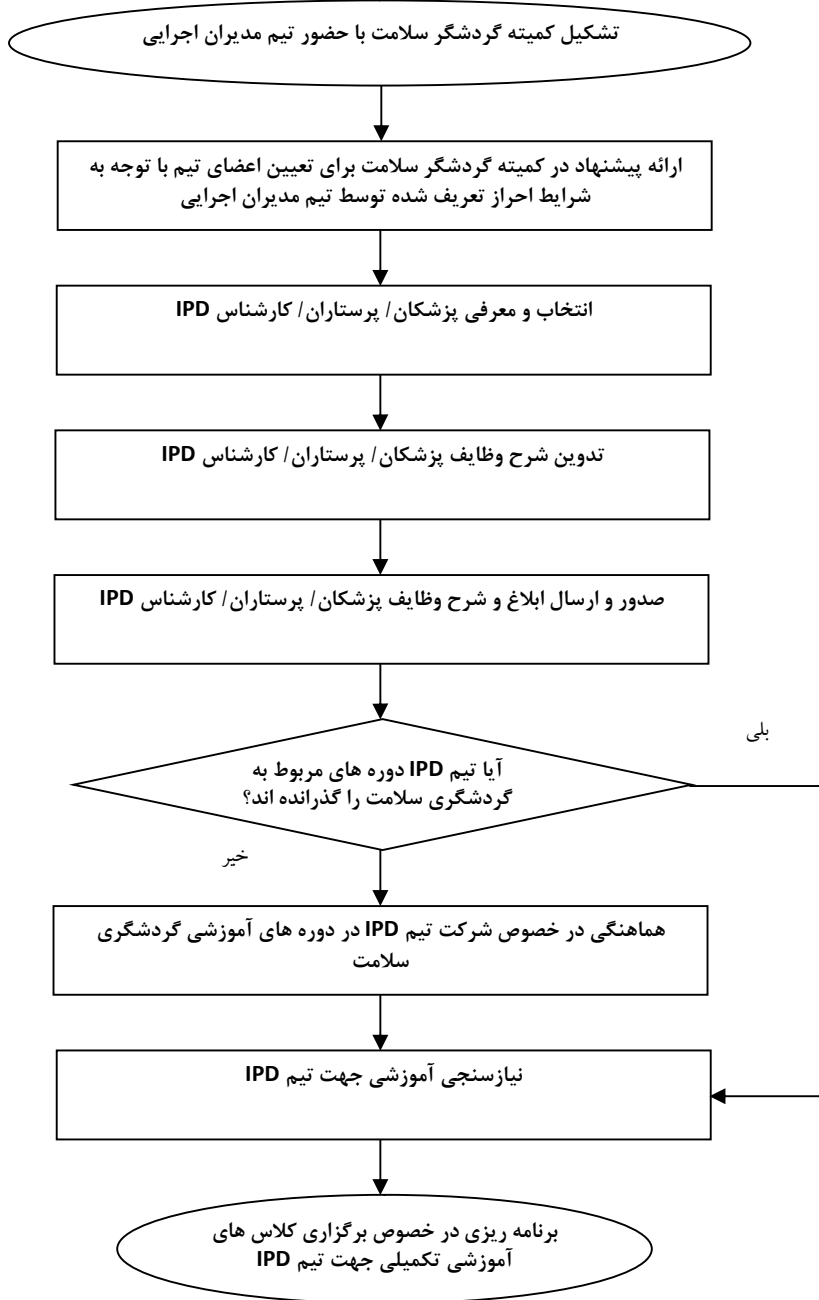 تشکیل کمیته گردشگر سلامت با حضور تیم مدیران اجرایی
ارائه پیشنهاد در کمیته گردشگر سلامت برای تعیین اعضای تیم با توجه به
شرایط احراز تعریف شده توسط تیم مدیران اجرایی
انتخاب و معرفی پزشکان/ پرستاران/ کارشناس IPD
تدوین شرح وظایف پزشکان/ پرستاران/ کارشناس IPD
صدور و ارسال ابلاغ و شرح وظایف پزشکان/ پرستاران/ کارشناس IPD
بلی
آیا تیم IPD دوره های مربوط به
گردشگری سلامت را گذرانده اند؟
خیر
هماهنگی در خصوص شرکت تیم IPD در دوره های آموزشی گردشگری
سلامت
نیازسنجی آموزشی جهت تیم IPD
برنامه ریزی در خصوص برگزاری کلاس های
آموزشی تکمیلی جهت تیم IPD